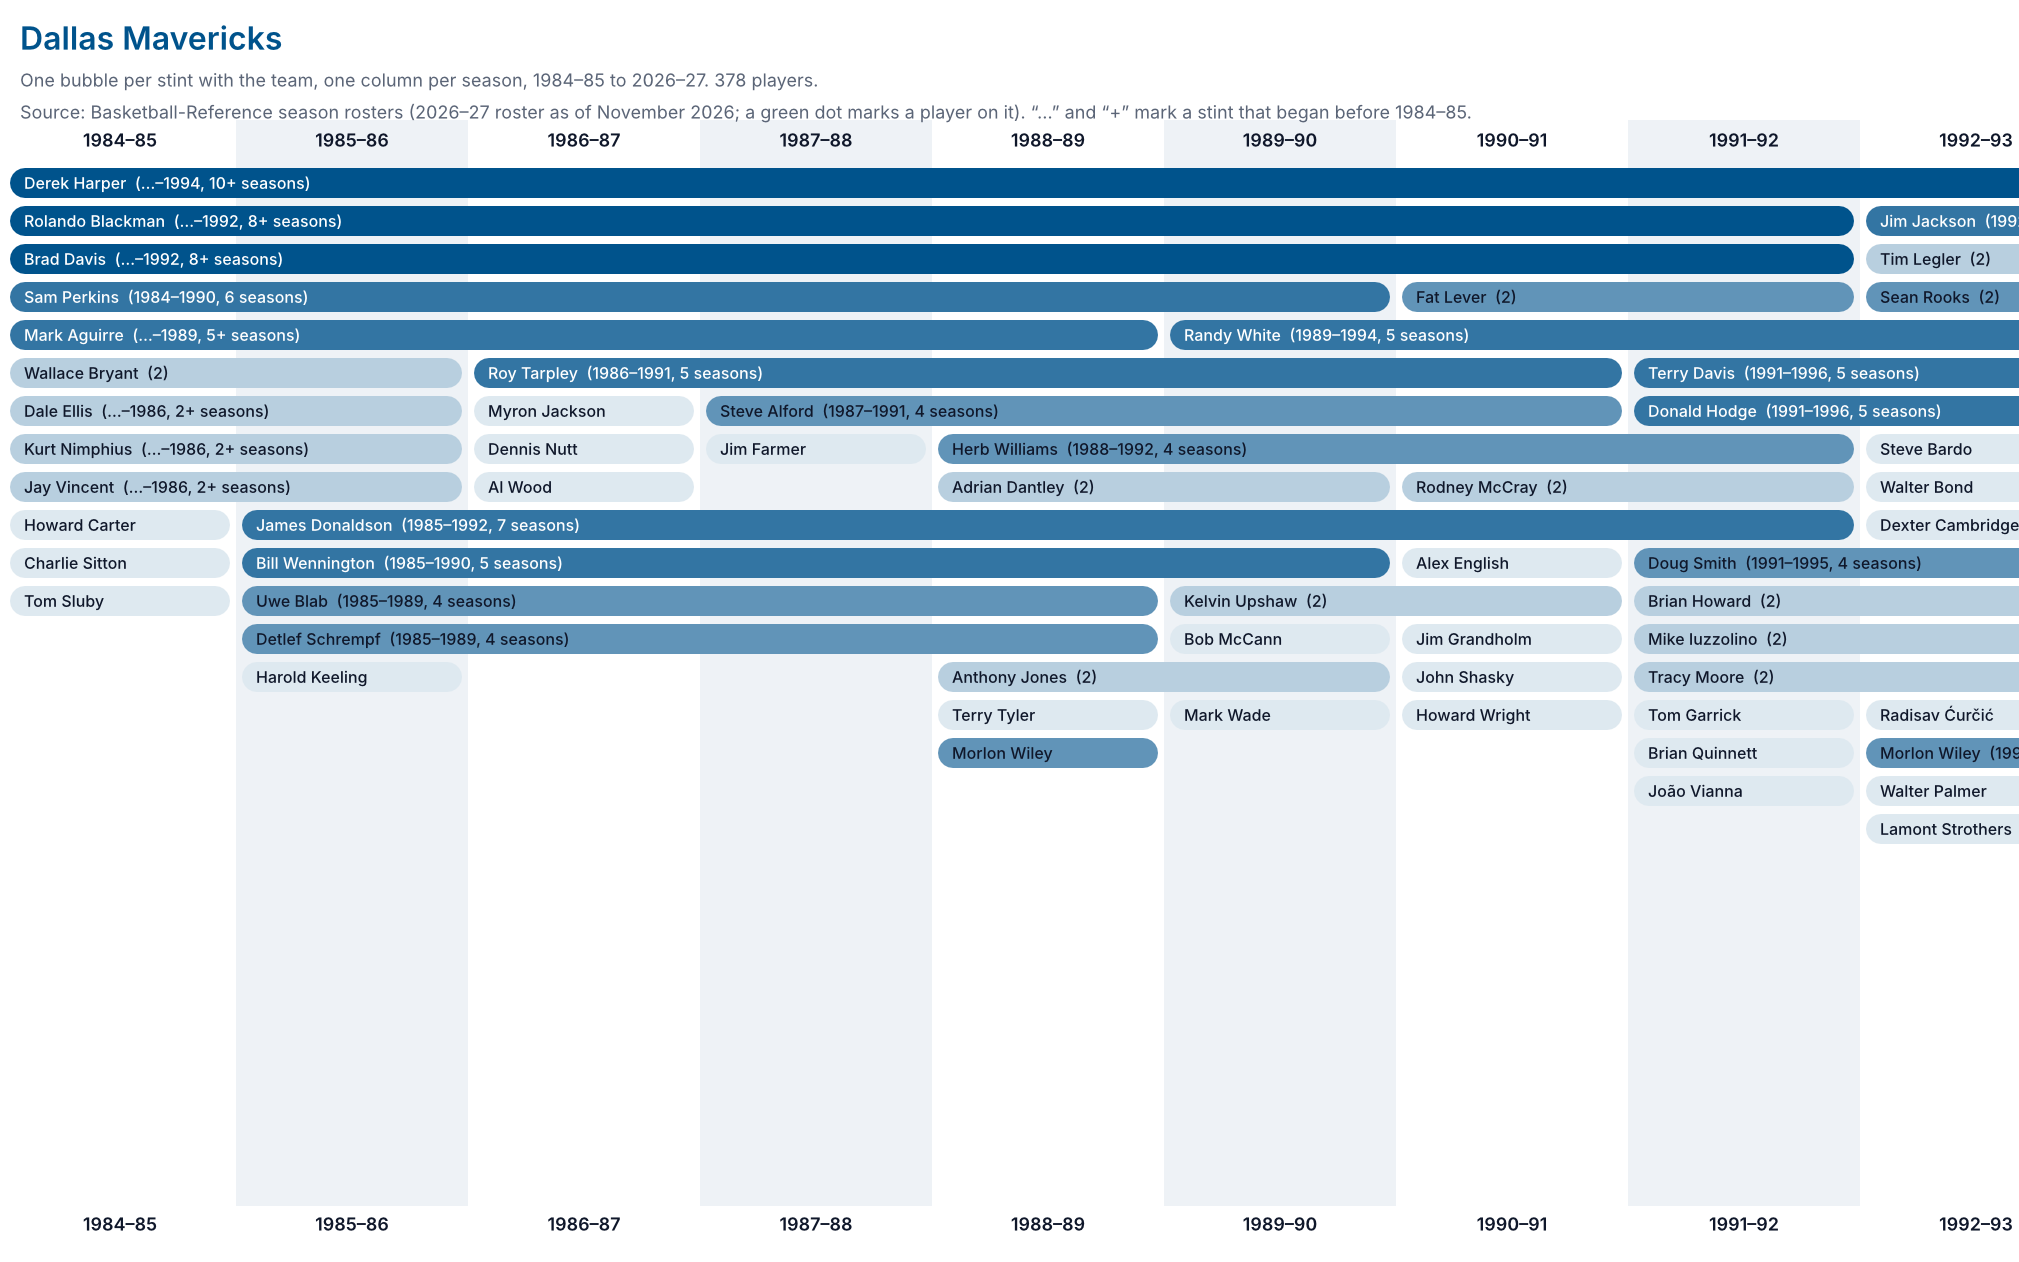 Dallas Mavericks
One bubble per stint with the team, one column per season, 1984–85 to 2026–27. 378 players.
Source: Basketball-Reference season rosters (2026–27 roster as of November 2026; a green dot marks a player on it). “…” and “+” mark a stint that began before 1984–85.
1984–85 1985–86 1986–87 1987–88 1988–89 1989–90 1990–91 1991–92 1992–93
Derek Harper (…–1994, 10+ seasons)
Rolando Blackman (…–1992, 8+ seasons) Jim Jackson (199
Brad Davis (…–1992, 8+ seasons) Tim Legler (2)
Sam Perkins (1984–1990, 6 seasons) Fat Lever (2) Sean Rooks (2)
Mark Aguirre (…–1989, 5+ seasons) Randy White (1989–1994, 5 seasons)
Wallace Bryant (2) Roy Tarpley (1986–1991, 5 seasons) Terry Davis (1991–1996, 5 seasons)
Dale Ellis (…–1986, 2+ seasons) Myron Jackson Steve Alford (1987–1991, 4 seasons) Donald Hodge (1991–1996, 5 seasons)
Kurt Nimphius (…–1986, 2+ seasons) Dennis Nutt Jim Farmer Herb Williams (1988–1992, 4 seasons) Steve Bardo
Jay Vincent (…–1986, 2+ seasons) Al Wood Adrian Dantley (2) Rodney McCray (2) Walter Bond
Howard Carter James Donaldson (1985–1992, 7 seasons) Dexter Cambridge
Charlie Sitton Bill Wennington (1985–1990, 5 seasons) Alex English Doug Smith (1991–1995, 4 seasons)
Tom Sluby Uwe Blab (1985–1989, 4 seasons) Kelvin Upshaw (2) Brian Howard (2)
Detlef Schrempf (1985–1989, 4 seasons) Bob McCann Jim Grandholm Mike Iuzzolino (2)
Harold Keeling Anthony Jones (2) John Shasky Tracy Moore (2)
Terry Tyler Mark Wade Howard Wright Tom Garrick Radisav Ćurčić
Morlon Wiley Brian Quinnett Morlon Wiley (199
João Vianna Walter Palmer
Lamont Strothers
1984–85 1985–86 1986–87 1987–88 1988–89 1989–90 1990–91 1991–92 1992–93